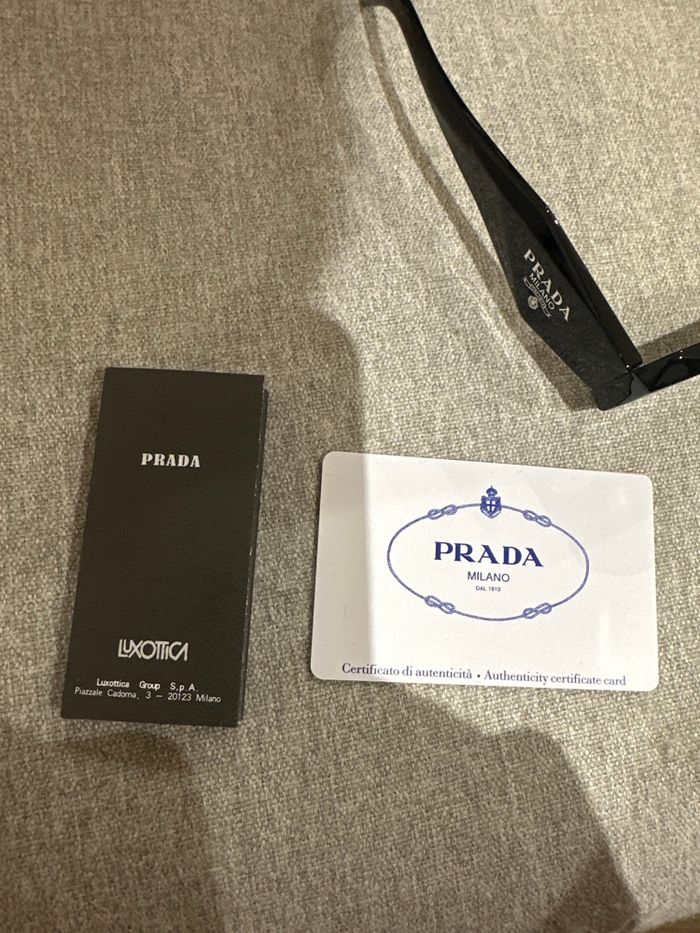 PRADA
MILANO
PRADA
LUXOTTICA
Luxottica Group S.p.A.
Piazzale Cadorna, 3 – 20123 Milano
PRADA
MILANO
DAL 1913
Certificato di autenticità • Authenticity certificate card